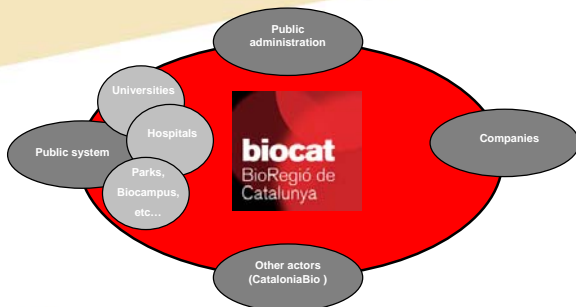 Public
administration
Universities
Hospitals
Public system
Parks,
Biocampus,
etc...
biocat
BioRegió de
Catalunya
Companies
Other actors
(CataloniaBio )